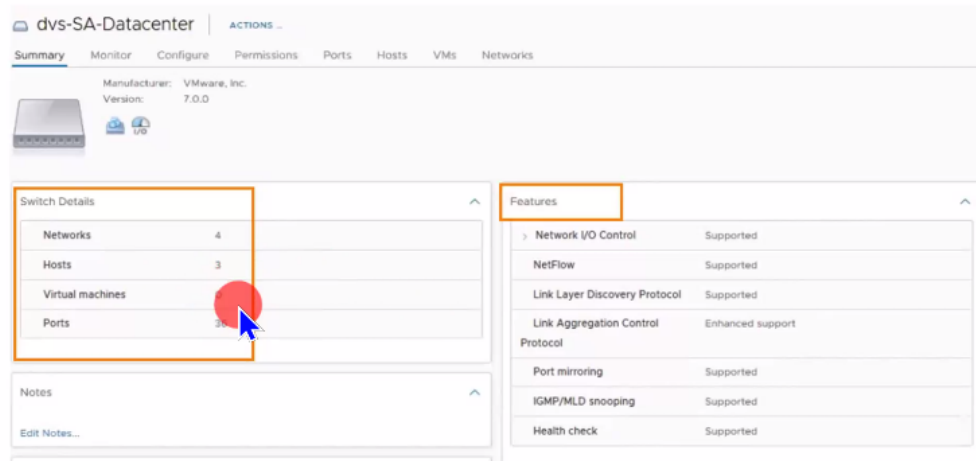 dvs-SA-Datacenter ACTIONS ...
Summary Monitor Configure Permissions Ports Hosts VMs Networks
Manufacturer: VMware, Inc.
Version: 7.0.0
I/O
Switch Details
Networks 4
Hosts 3
Virtual machines
Ports
Notes
Edit Notes...
Features
Network I/O Control Supported
NetFlow Supported
Link Layer Discovery Protocol Supported
Link Aggregation Control Enhanced support
Protocol
Port mirroring Supported
IGMP/MLD snooping Supported
Health check Supported